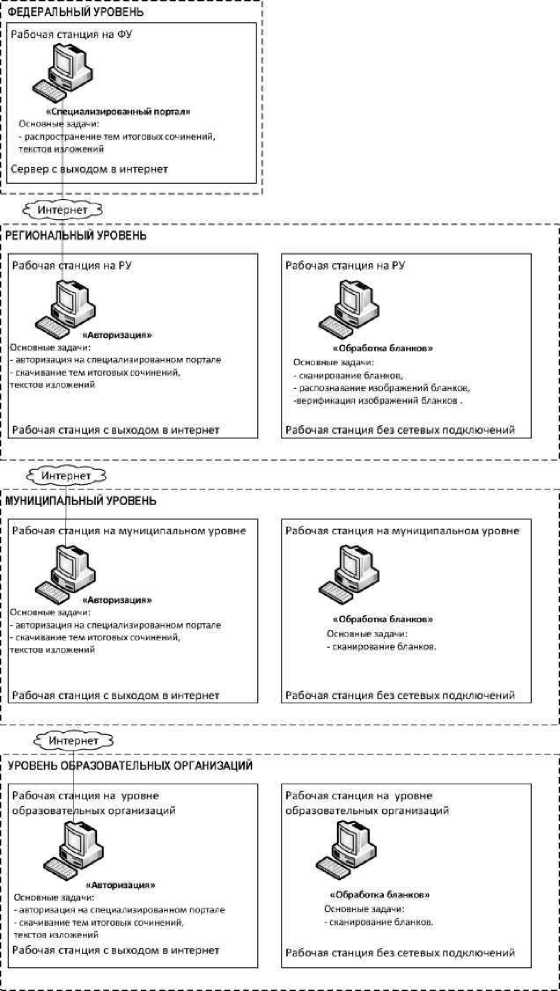 ФЕДЕРАЛЬНЫЙ УРОВЕНЬ
Рабочая станция на ФУ
«Специализированный портал»
Основные задачи:
- распространение тем итоговых сочинений,
текстов изложений
Сервер с выходом в интернет
Интернет
РЕГИОНАЛЬНЫЙ УРОВЕНЬ
Рабочая станция на РУ
«Авторизация»
Основные задачи:
- авторизация на специализированном портале
- скачивание тем итоговых сочинений,
текстов изложений
Рабочая станция с выходом в интернет
Рабочая станция на РУ
«Обработка бланков»
Основные задачи:
- сканирование бланков,
- распознавание изображений бланков,
-верификация изображений бланков .
Рабочая станция без сетевых подключений
Интернет
МУНИЦИПАЛЬНЫЙ УРОВЕНЬ
Рабочая станция на муниципальном уровне
«Авторизация»
Основные задачи:
- авторизация на специализированном портале
- скачивание тем итоговых сочинений,
текстов изложений
Рабочая станция с выходом в интернет
Рабочая станция на муниципальном уровне
«Обработка бланков»
Основные задачи:
- сканирование бланков.
Рабочая станция без сетевых подключений
Интернет
УРОВЕНЬ ОБРАЗОВАТЕЛЬНЫХ ОРГАНИЗАЦИЙ
Рабочая станция на уровне
образовательных организаций
«Авторизация»
Основные задачи:
- авторизация на специализированном портале
- скачивание тем итоговых сочинений,
текстов изложений
Рабочая станция с выходом в интернет
Рабочая станция на уровне
образовательных организаций
«Обработка бланков»
Основные задачи:
- сканирование бланков.
Рабочая станция без сетевых подключений